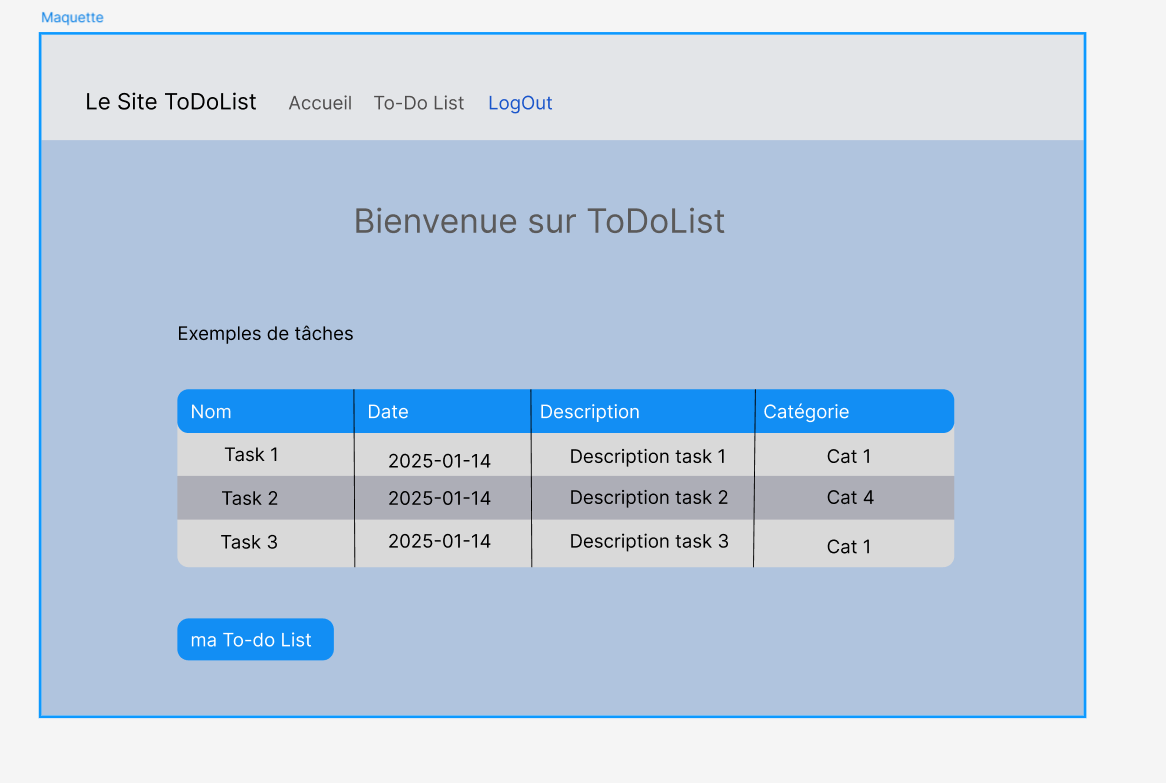 Maquette
Le Site ToDoList Accueil To-Do List LogOut
Bienvenue sur ToDoList
Exemples de tâches
Nom Date Description Catégorie
Task 1 2025-01-14 Description task 1 Cat 1
Task 2 2025-01-14 Description task 2 Cat 4
Task 3 2025-01-14 Description task 3 Cat 1
ma To-do List